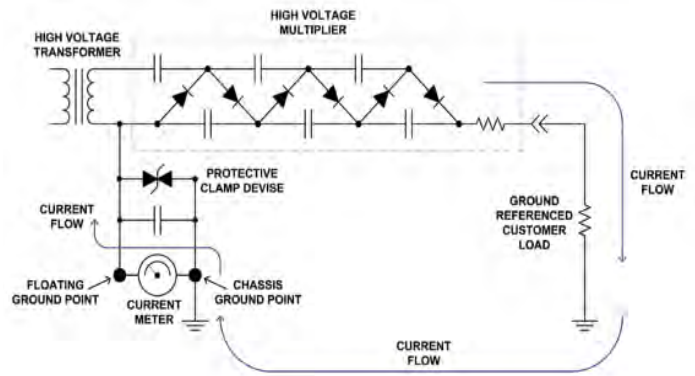 HIGH VOLTAGE
MULTIPLIER
HIGH VOLTAGE
TRANSFORMER
PROTECTIVE
CLAMP DEVISE
CURRENT
FLOW
GROUND
REFERENCED
CUSTOMER
LOAD
CURRENT
FLOW
FLOATING
GROUND POINT
CURRENT
METER
CHASSIS
GROUND POINT
CURRENT
FLOW